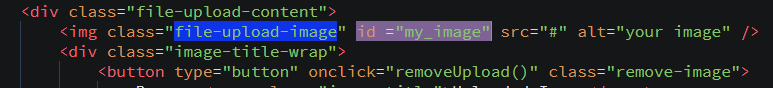 <div class="file-upload-content">
<img class="file-upload-image" id ="my_image" src="#" alt="your image" />
<div class="image-title-wrap">
<button type="button" onclick="removeUpload()" class="remove-image">